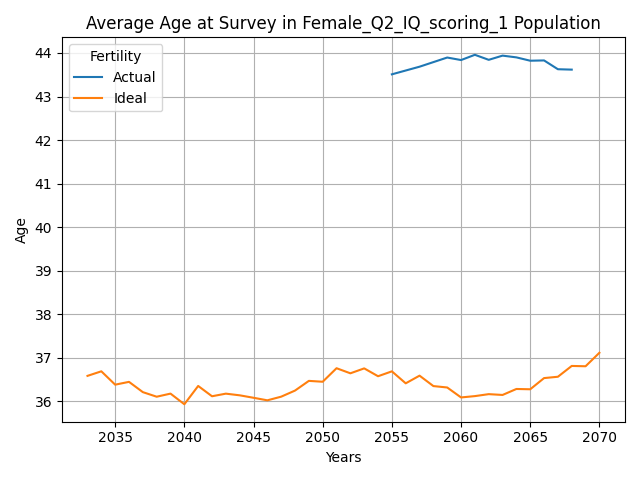 Average Age at Survey in Female_Q2_IQ_scoring_1 Population
Fertility
Actual
Ideal
44
43
42
41
40
39
38
37
36
Age
2035 2040 2045 2050 2055 2060 2065 2070
Years